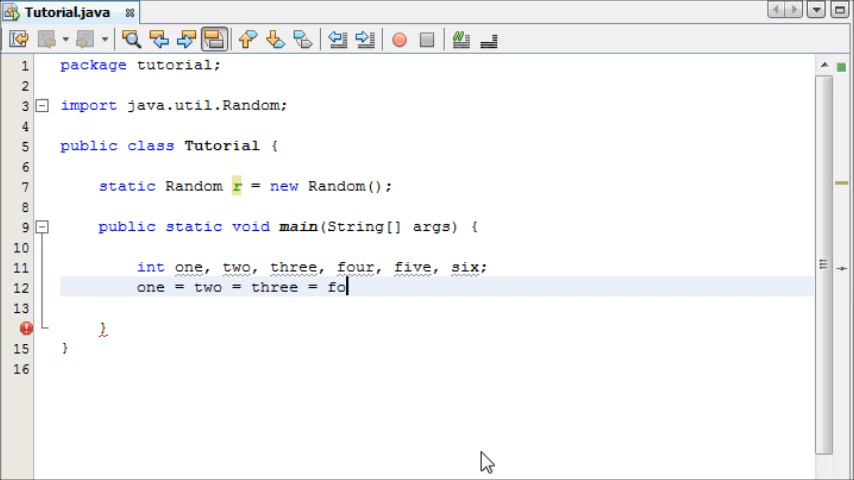 Tutorial.java
1 package tutorial;
2
3 import java.util.Random;
4
5 public class Tutorial {
6
7 static Random r = new Random();
8
9 public static void main(String[] args) {
10
11 int one, two, three, four, five, six;
12 one = two = three = fo
13
}
15 }
16